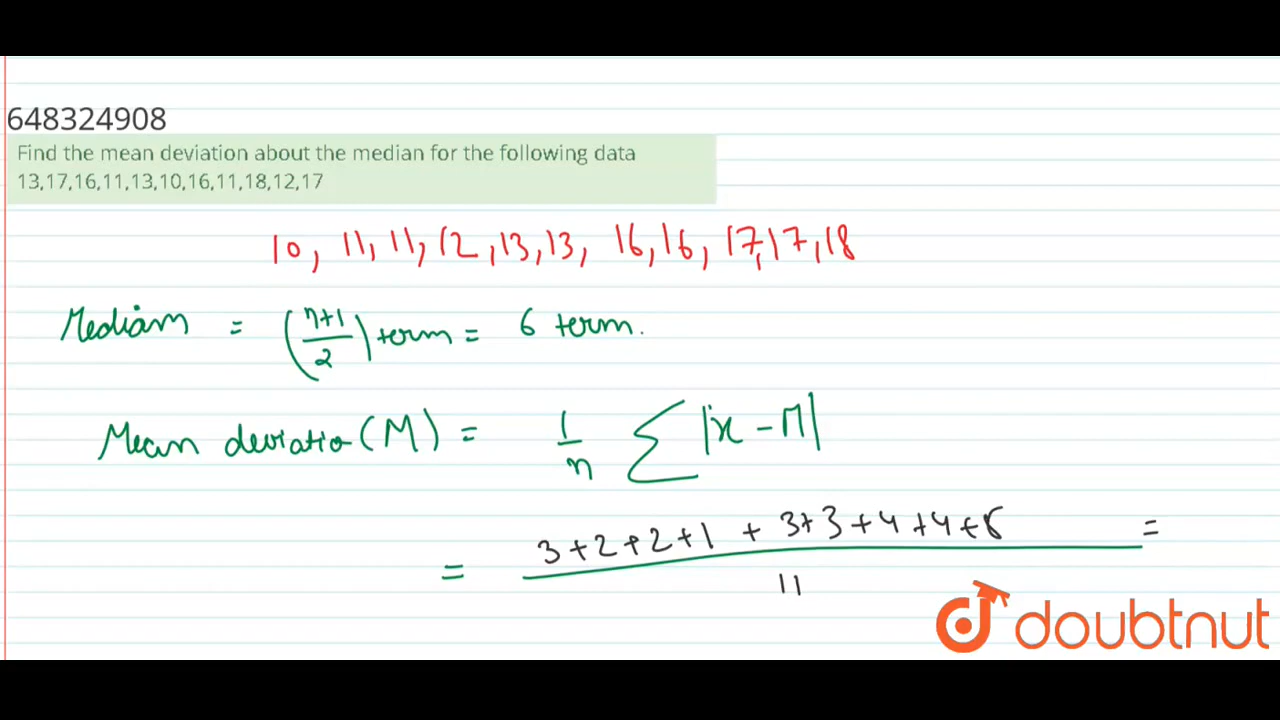 648324908
Find the mean deviation about the median for the following data
13,17,16,11,13,10,16,11,18,12,17
10, 11, 11, 12, 13, 13, 16, 16, 17, 17, 18
Median = (n+1/2) term = 6 term.
Mean deviatio (M) = 1/n ∑ |x - M|
= 3+2+2+1 + 3+3+4+4+5 / 11 =
doubtnut